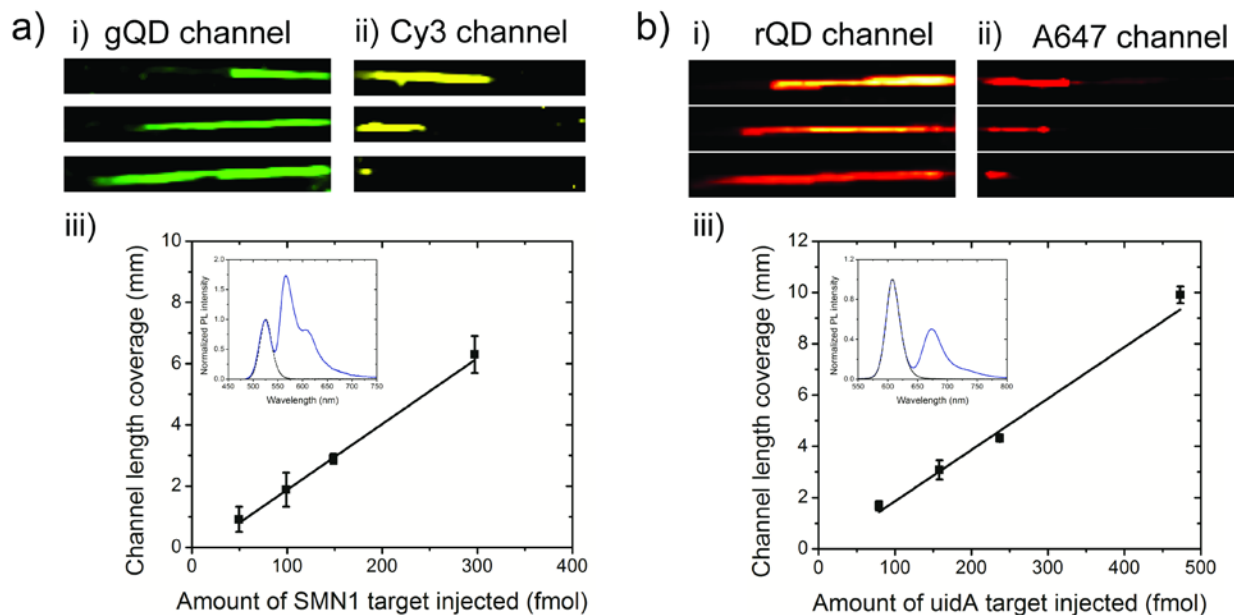 a)
i) gQD channel
ii) Cy3 channel
iii)
Channel length coverage (mm)
10
8
6
4
2
0
0 100 200 300 400
Amount of SMN1 target injected (fmol)
Normalized PL intensity
2.0
1.5
1.0
0.5
0.0
450 500 550 600 650 700 750
Wavelength (nm)
b)
i) rQD channel
ii) A647 channel
iii)
Channel length coverage (mm)
12
10
8
6
4
2
0
0 100 200 300 400 500
Amount of uidA target injected (fmol)
Normalized PL intensity
1.2
0.8
0.4
0.0
550 600 650 700 750 800
Wavelength (nm)